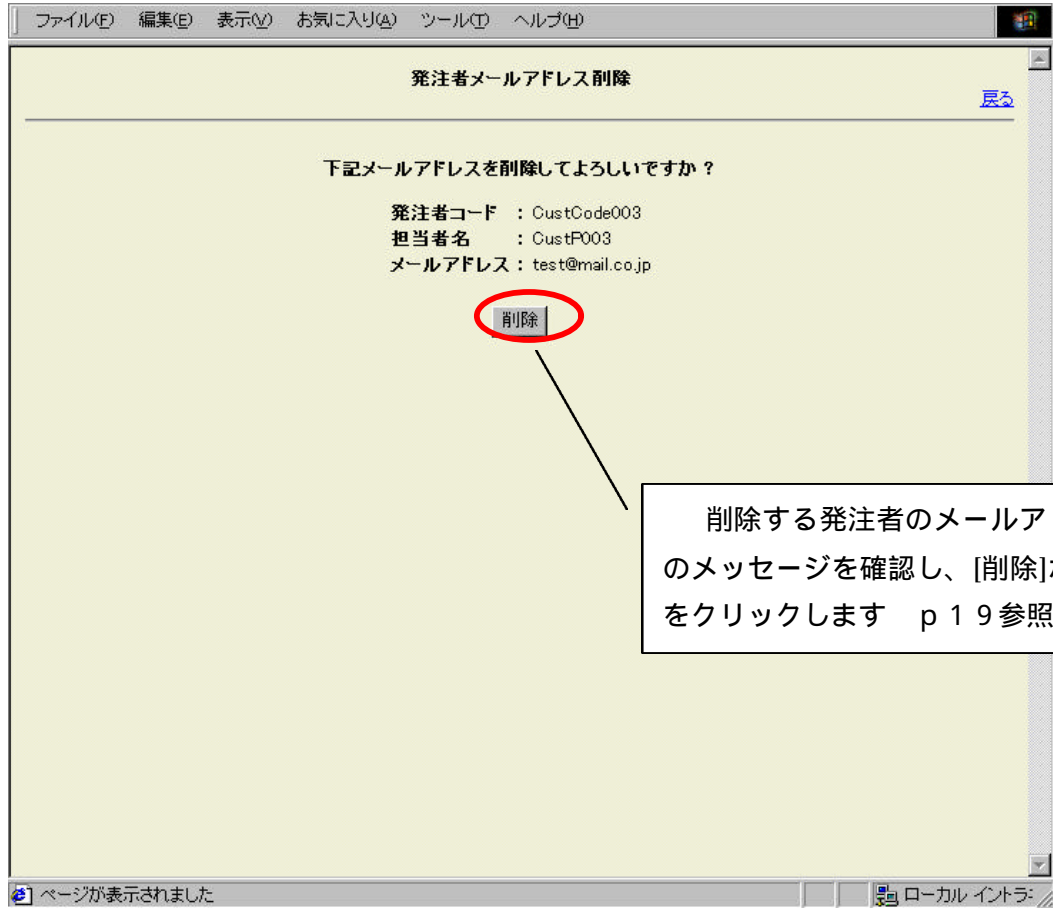 ファイル(F) 編集(E) 表示(V) お気に入り(A) ツール(T) ヘルプ(H)
発注者メールアドレス削除
戻る
下記メールアドレスを削除してよろしいですか?
発注者コード : CustCode003
担当者名 : CustP003
メールアドレス : test@mail.co.jp
削除
削除する発注者のメールア
のメッセージを確認し、[削除]
をクリックします p19参照
ページが表示されました
ローカル イントラ